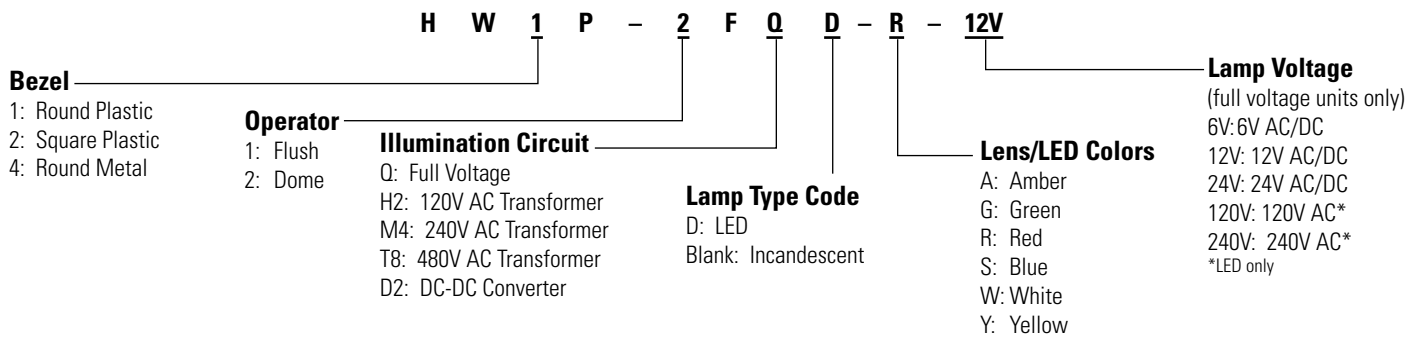 H W 1 P – 2 F Q D – R – 12V
Bezel
1: Round Plastic
2: Square Plastic
4: Round Metal
Operator
1: Flush
2: Dome
Illumination Circuit
Q: Full Voltage
H2: 120V AC Transformer
M4: 240V AC Transformer
T8: 480V AC Transformer
D2: DC-DC Converter
Lamp Type Code
D: LED
Blank: Incandescent
Lens/LED Colors
A: Amber
G: Green
R: Red
S: Blue
W: White
Y: Yellow
Lamp Voltage
(full voltage units only)
6V: 6V AC/DC
12V: 12V AC/DC
24V: 24V AC/DC
120V: 120V AC*
240V: 240V AC*
*LED only